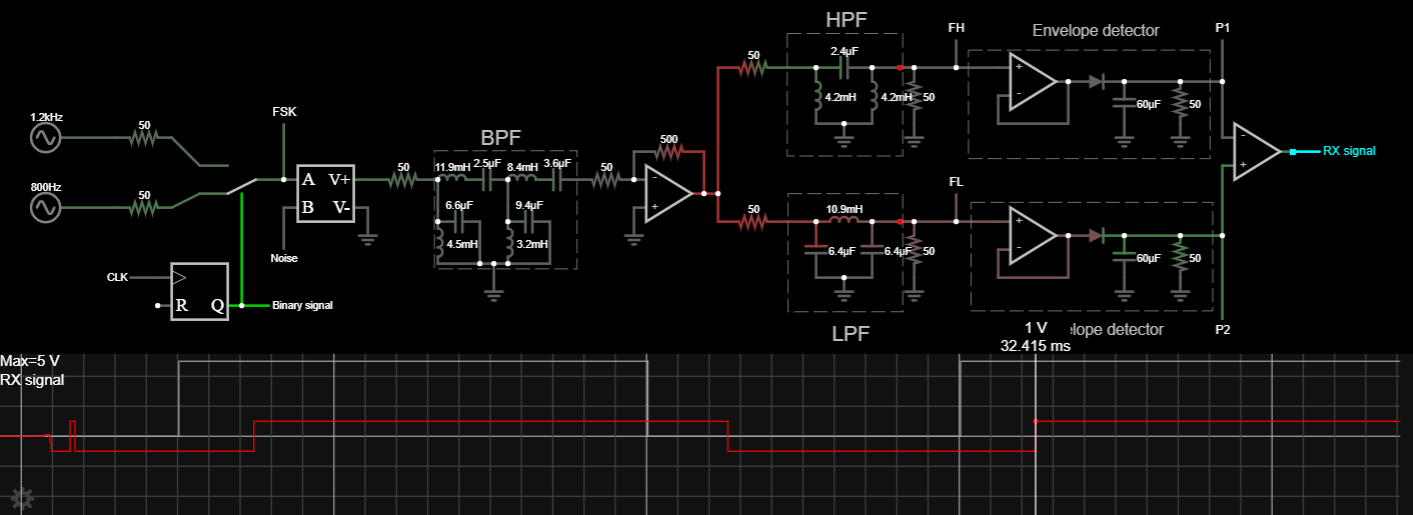 HPF
FH
Envelope detector
P1
50
2.4μF
4.2mH
4.2mH
50
60μF
50
1.2kHz
50
FSK
BPF
500
-
+
RX signal
800Hz
50
A V+
B V-
50
11.9mH
2.5μF
8.4mH
3.6μF
50
6.6μF
9.4μF
4.5mH
3.2mH
-
+
+
-
Noise
CLK
R Q
Binary signal
50
10.9mH
FL
6.4μF
6.4μF
50
+
-
60μF
50
LPF
1 V
lope detector
P2
32.415 ms
Max=5 V
RX signal